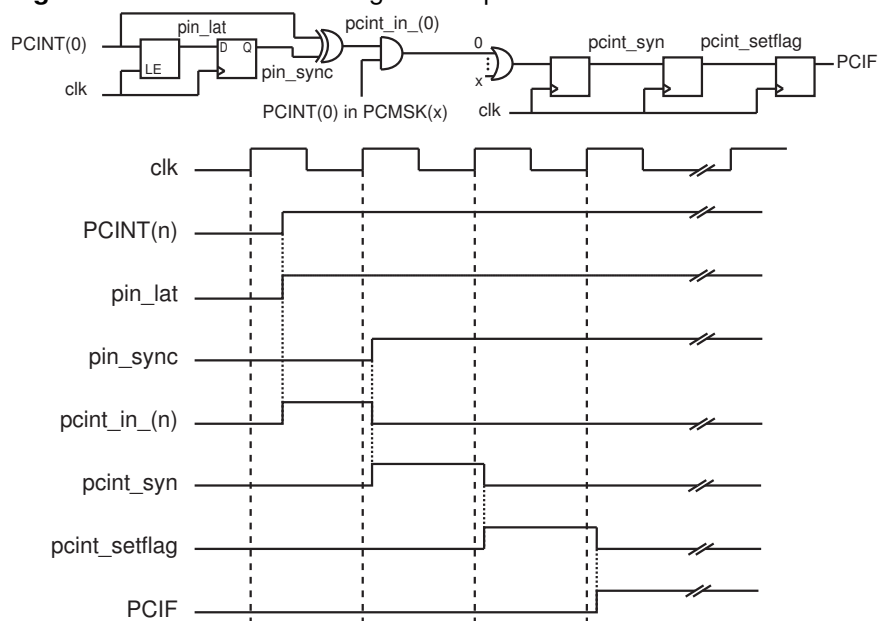 PCINT(0)
pin_lat
pcint_in_(0)
LE
D Q
pin_sync
clk
PCINT(0) in PCMSK(x)
0
x
clk
pcint_syn
pcint_setflag
PCIF
clk
PCINT(n)
pin_lat
pin_sync
pcint_in_(n)
pcint_syn
pcint_setflag
PCIF